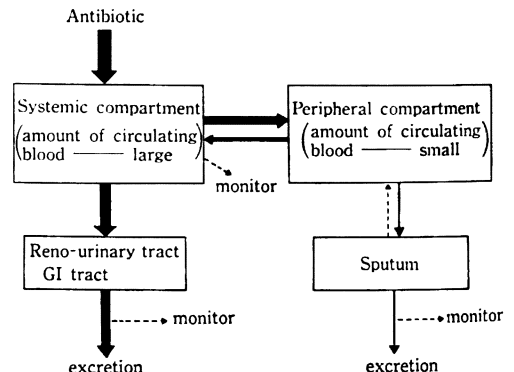 Antibiotic
Systemic compartment
(amount of circulating
blood —— large)
monitor
Peripheral compartment
(amount of circulating
blood —— small)
Reno-urinary tract
GI tract
Sputum
monitor
monitor
excretion
excretion